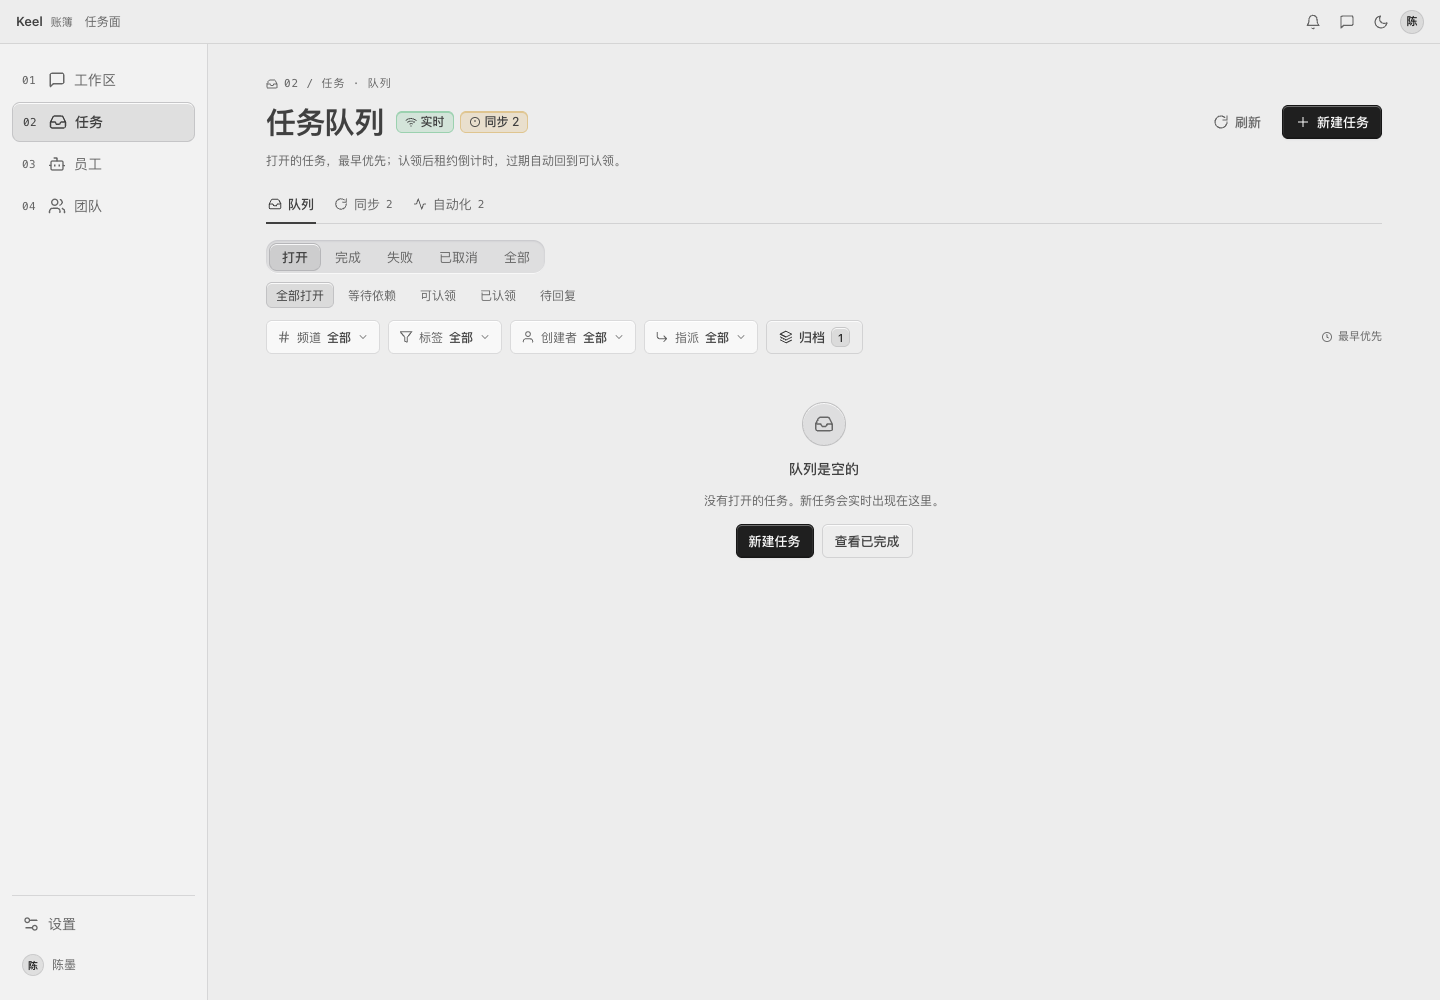 Keel 账簿 任务面
陈
01 工作区
02 任务
03 员工
04 团队
02 / 任务 · 队列
任务队列 实时 同步 2
刷新 新建任务
打开的任务，最早优先；认领后租约倒计时，过期自动回到可认领。
队列 同步 2 自动化 2
打开 完成 失败 已取消 全部
全部打开 等待依赖 可认领 已认领 待回复
频道 全部 标签 全部 创建者 全部 指派 全部 归档 1 最早优先
队列是空的
没有打开的任务。新任务会实时出现在这里。
新建任务 查看已完成
设置
陈 陈墨